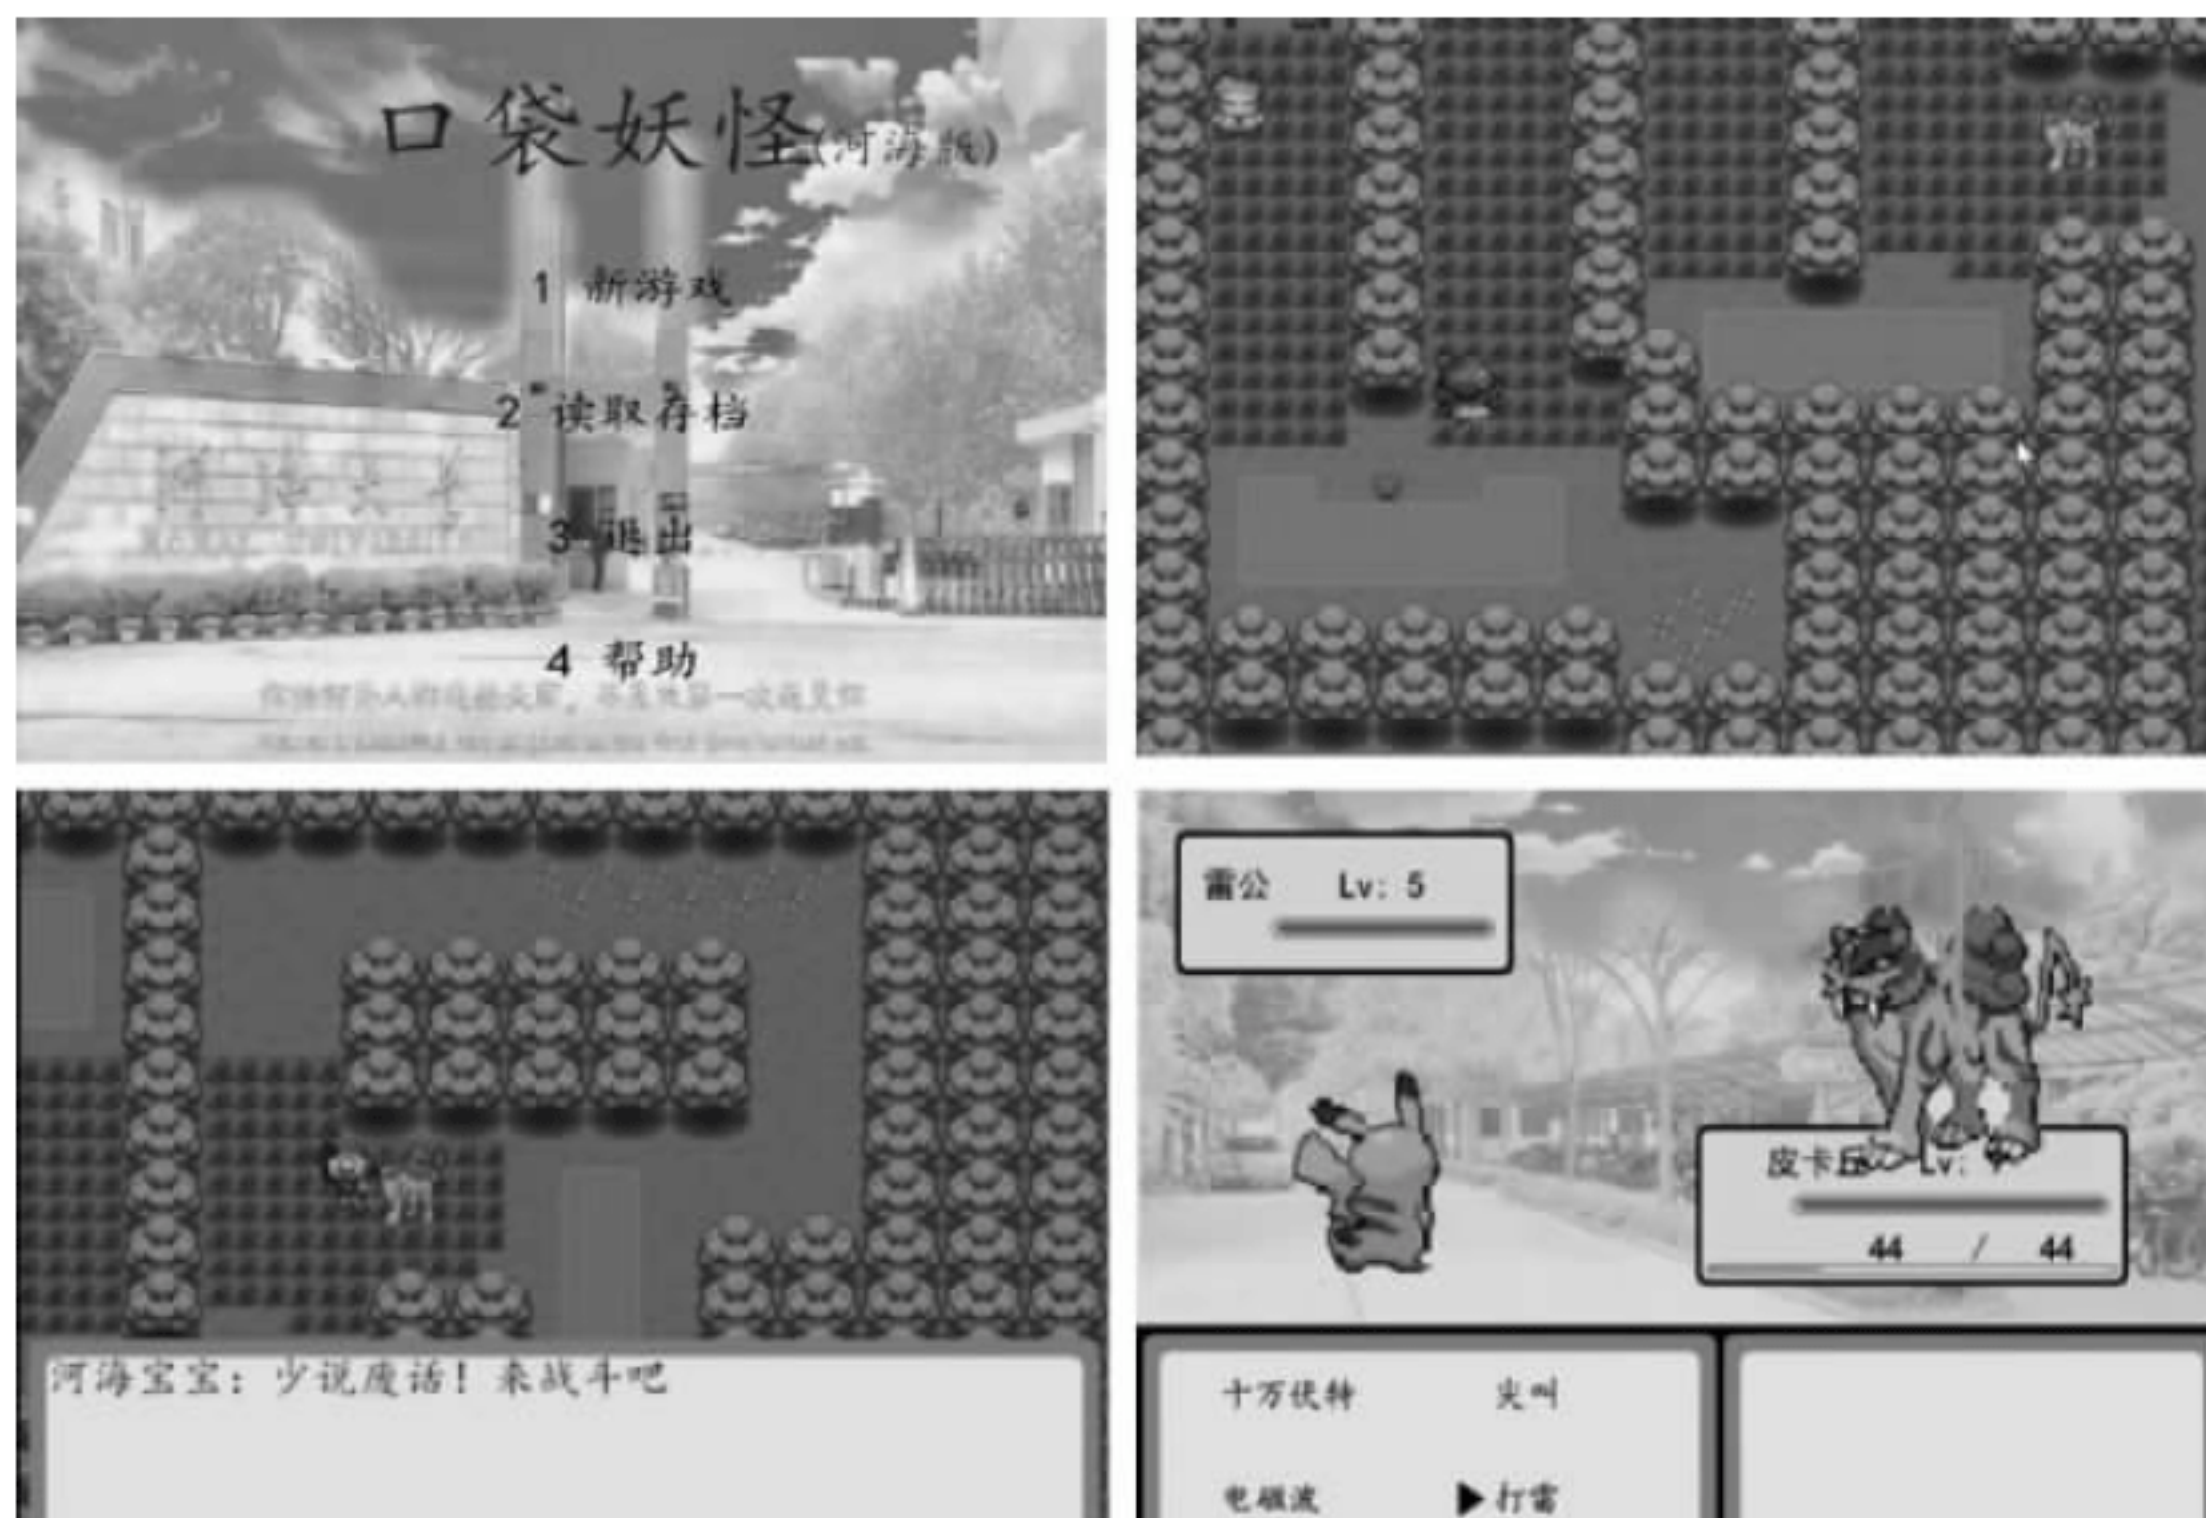 口袋妖怪(河海版)
1 新游戏
2 读取存档
3 退出
4 帮助
河海宝宝：少说废话！来战斗吧
雷公 Lv: 5
皮卡丘 Lv:
44 / 44
十万伏特 尖叫
电磁波 ▶打雷